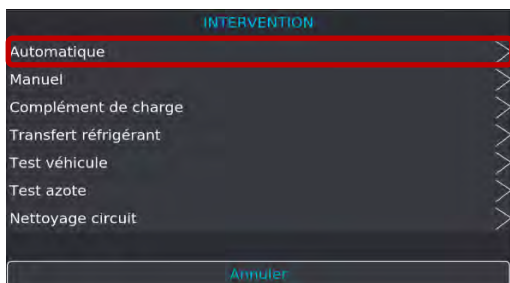 INTERVENTION
Automatique
Manuel
Complément de charge
Transfert réfrigérant
Test véhicule
Test azote
Nettoyage circuit
Annuler